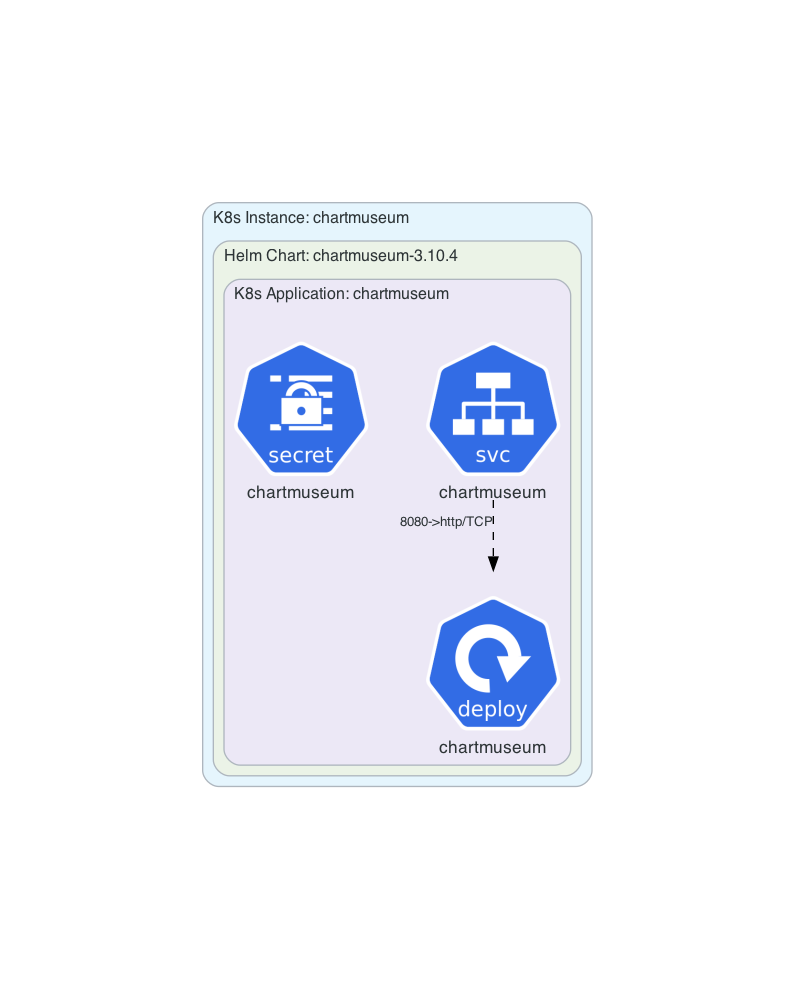 K8s Instance: chartmuseum
Helm Chart: chartmuseum-3.10.4
K8s Application: chartmuseum
secret
svc
chartmuseum
chartmuseum
8080->http/TCP
deploy
chartmuseum